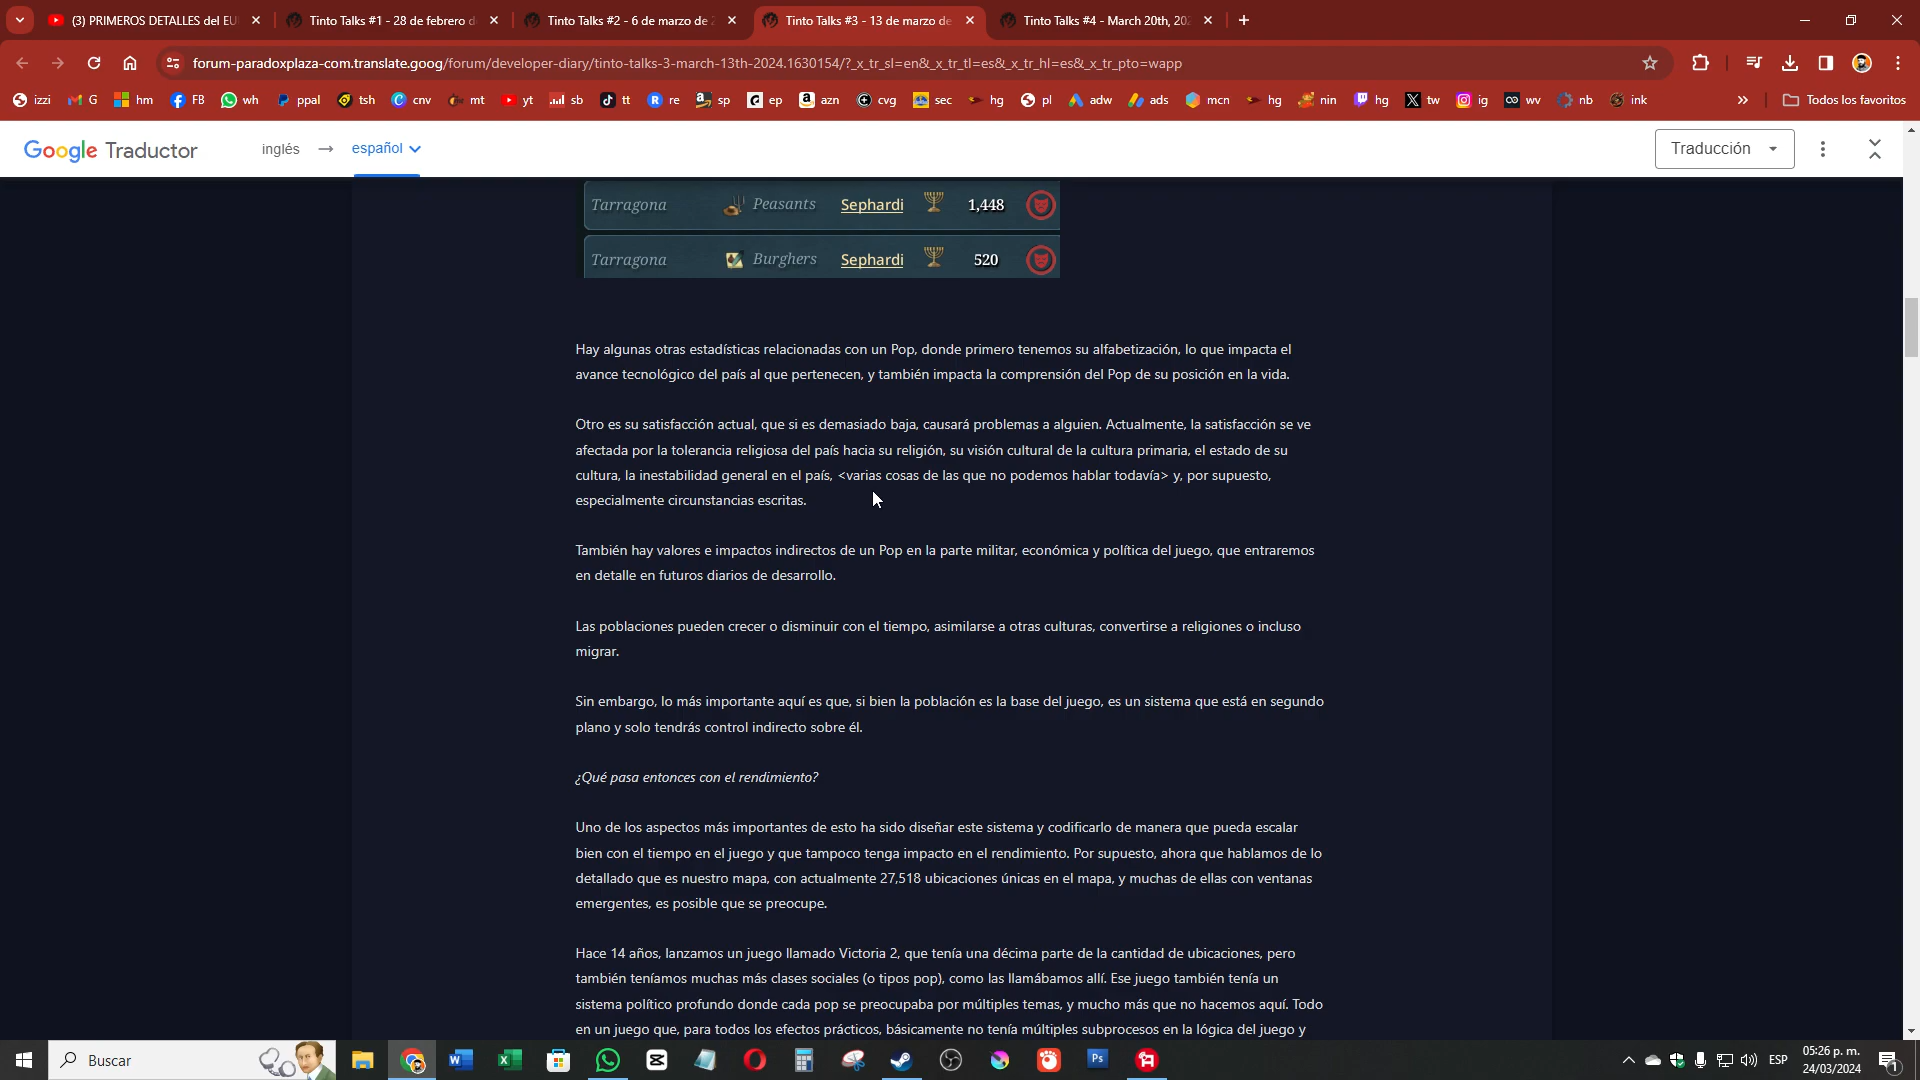 (3) PRIMEROS DETALLES del EU
Tinto Talks #1 - 28 de febrero d
Tinto Talks #2 - 6 de marzo de 2
Tinto Talks #3 - 13 de marzo de
Tinto Talks #4 - March 20th, 202
forum-paradoxplaza-com.translate.goog/forum/developer-diary/tinto-talks-3-march-13th-2024.1630154/?_x_tr_sl=en&_x_tr_tl=es&_x_tr_hl=es&_x_tr_pto=wapp
izzi G hm FB wh ppal tsh cnv mt yt sb tt re sp ep azn cvg sec hg pl adw ads mcn hg nin hg tw ig wv nb ink » Todos los favoritos
Google Traductor inglés → español Traducción
Tarragona Peasants Sephardi 1,448
Tarragona Burghers Sephardi 520
Hay algunas otras estadísticas relacionadas con un Pop, donde primero tenemos su alfabetización, lo que impacta el
avance tecnológico del país al que pertenecen, y también impacta la comprensión del Pop de su posición en la vida.
Otro es su satisfacción actual, que si es demasiado baja, causará problemas a alguien. Actualmente, la satisfacción se ve
afectada por la tolerancia religiosa del país hacia su religión, su visión cultural de la cultura primaria, el estado de su
cultura, la inestabilidad general en el país, <varias cosas de las que no podemos hablar todavía> y, por supuesto,
especialmente circunstancias escritas.
También hay valores e impactos indirectos de un Pop en la parte militar, económica y política del juego, que entraremos
en detalle en futuros diarios de desarrollo.
Las poblaciones pueden crecer o disminuir con el tiempo, asimilarse a otras culturas, convertirse a religiones o incluso
migrar.
Sin embargo, lo más importante aquí es que, si bien la población es la base del juego, es un sistema que está en segundo
plano y solo tendrás control indirecto sobre él.
¿Qué pasa entonces con el rendimiento?
Uno de los aspectos más importantes de esto ha sido diseñar este sistema y codificarlo de manera que pueda escalar
bien con el tiempo en el juego y que tampoco tenga impacto en el rendimiento. Por supuesto, ahora que hablamos de lo
detallado que es nuestro mapa, con actualmente 27,518 ubicaciones únicas en el mapa, y muchas de ellas con ventanas
emergentes, es posible que se preocupe.
Hace 14 años, lanzamos un juego llamado Victoria 2, que tenía una décima parte de la cantidad de ubicaciones, pero
también teníamos muchas más clases sociales (o tipos pop), como las llamábamos allí. Ese juego también tenía un
sistema político profundo donde cada pop se preocupaba por múltiples temas, y mucho más que no hacemos aquí. Todo
en un juego que, para todos los efectos prácticos, básicamente no tenía múltiples subprocesos en la lógica del juego y
Buscar
Ps
ESP
05:26 p. m.
24/03/2024
1